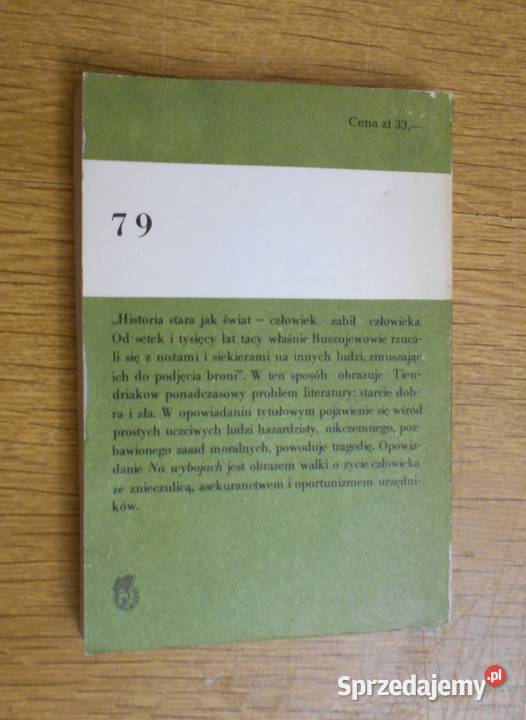 Cena zł 33,—
7 9
„Historia stara jak świat — człowiek zabił człowieka.
Od setek i tysięcy lat tacy właśnie Buszujewowie rzuca-
li się z nożami i siekierami na innych ludzi, zmuszając
ich do podjęcia broni". W ten sposób obrazuje Tien-
driakow ponadczasowy problem literatury: starcie dob-
ra i zła. W opowiadaniu tytułowym pojawienie się wśród
prostych uczciwych ludzi hazardzisty, nikczemnego, poz-
bawionego zasad moralnych, powoduje tragedię. Opowia-
danie Na wybojach jest obrazem walki o życie człowieka
ze znieczulicą, asekuranctwem i oportunizmem urzędni-
ków.
Sprzedajemy.pl